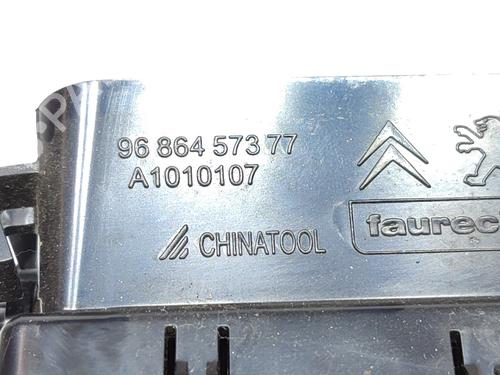 96 864 573 77
A1010107
CHINATOOL
faurec